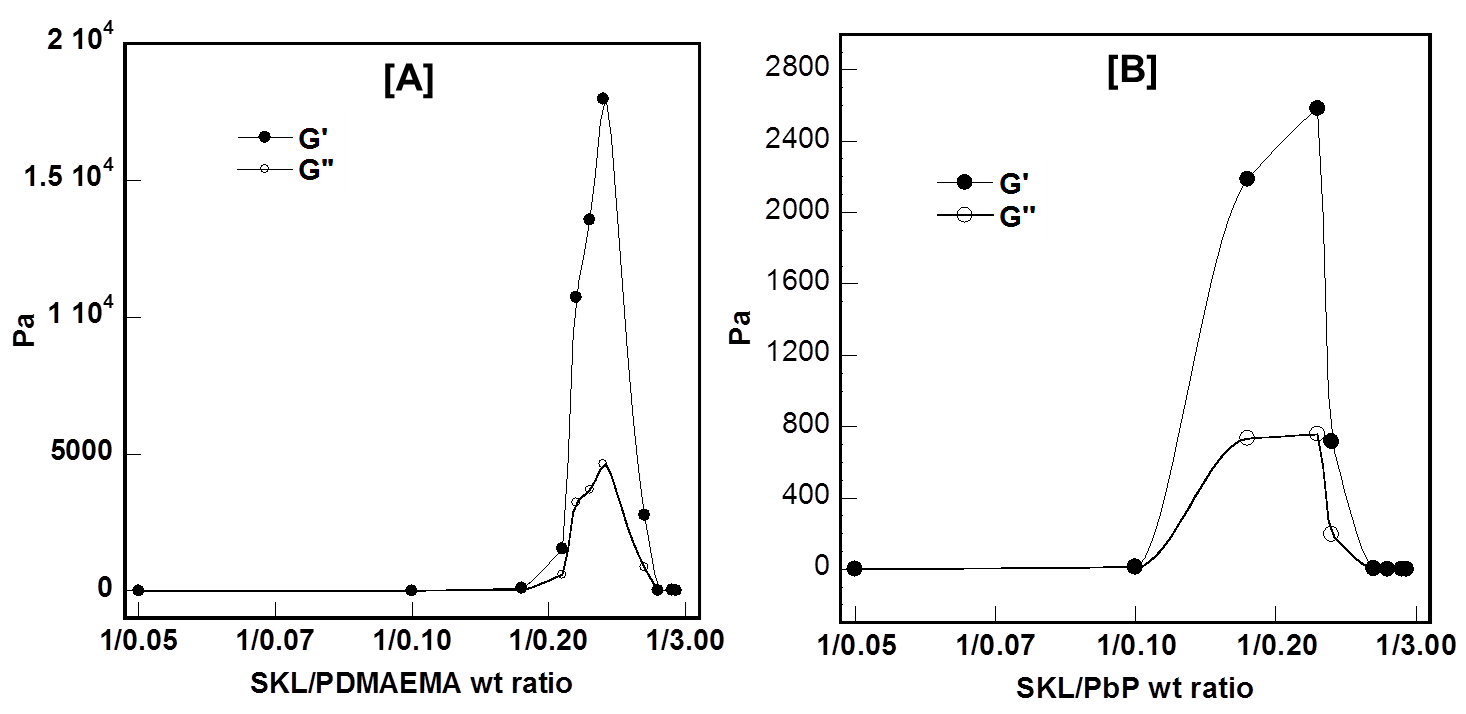 [A]
2 10⁴
1.5 10⁴
1 10⁴
5000
0
Pa
G'
G"
1/0.05 1/0.07 1/0.10 1/0.20 1/3.00
SKL/PDMAEMA wt ratio
[B]
2800
2400
2000
1600
1200
800
400
0
Pa
G'
G"
1/0.05 1/0.07 1/0.10 1/0.20 1/3.00
SKL/PbP wt ratio